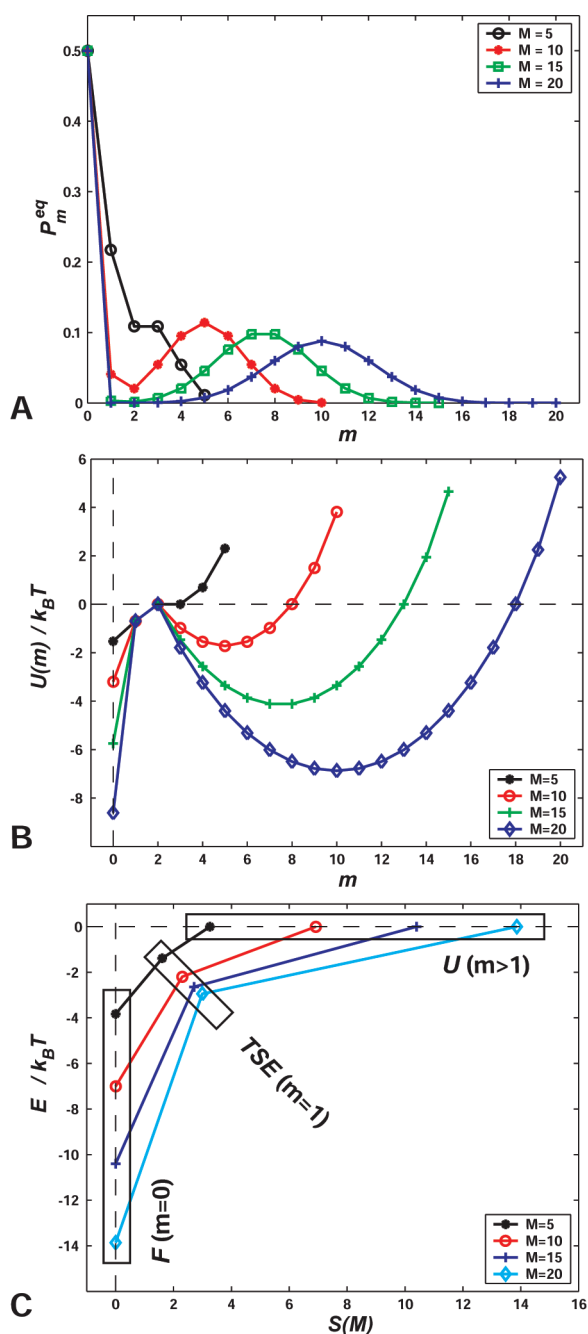 A
P_m^eq
0.5
0.4
0.3
0.2
0.1
0
0 2 4 6 8 10 12 14 16 18 20
m
M = 5
M = 10
M = 15
M = 20
B
U(m) / k_BT
4
2
0
-2
-4
-6
-8
0 2 4 6 8 10 12 14 16 18 20
m
M=5
M=10
M=15
M=20
C
E / k_BT
0
-2
-4
-6
-8
-10
-12
-14
0 2 4 6 8 10 12 14 16
S(M)
U (m>1)
TSE (m=1)
F (m=0)
M=5
M=10
M=15
M=20